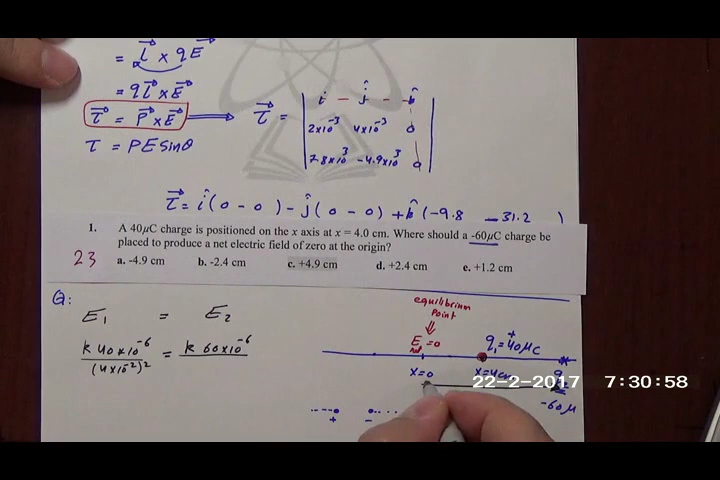 = L⃗ × qE⃗
= qL⃗ × E⃗
τ⃗ = P⃗ × E⃗
τ = PE sinθ
τ⃗ =
i ĵ k̂
2×10⁻³ 4×10⁻³ 0
7.8×10³ -4.9×10³ 0
τ⃗ = î(0 - 0) - ĵ(0 - 0) + k̂(-9.8 - 31.2 )
1. A 40μC charge is positioned on the x axis at x = 4.0 cm. Where should a -60μC charge be
placed to produce a net electric field of zero at the origin?
23
a. -4.9 cm b. -2.4 cm c. +4.9 cm d. +2.4 cm e. +1.2 cm
Q:
E₁ = E₂
k 40×10⁻⁶ = k 60×10⁻⁶
(4×10⁻²)²
equilibrium
Point
E net = 0
+
q₁ = 40μC
x=0 x=4cm
22-2-2017 7:30:58
-60μ
+ -